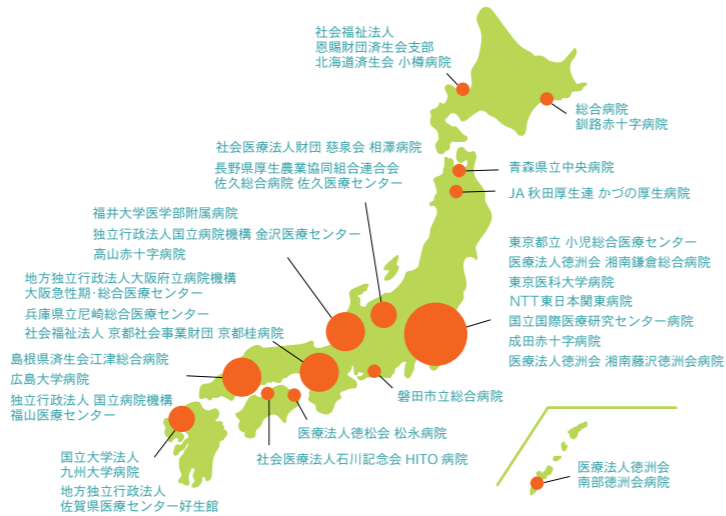 社会福祉法人
恩賜財団済生会支部
北海道済生会 小樽病院
総合病院
釧路赤十字病院
社会医療法人財団 慈泉会 相澤病院
長野県厚生農業協同組合連合会
佐久総合病院 佐久医療センター
青森県立中央病院
JA 秋田厚生連 かづの厚生病院
福井大学医学部附属病院
独立行政法人国立病院機構 金沢医療センター
高山赤十字病院
東京都立 小児総合医療センター
医療法人徳洲会 湘南鎌倉総合病院
東京医科大学病院
NTT東日本関東病院
国立国際医療研究センター病院
成田赤十字病院
医療法人徳洲会 湘南藤沢徳洲会病院
地方独立行政法人大阪府立病院機構
大阪急性期・総合医療センター
兵庫県立尼崎総合医療センター
社会福祉法人 京都社会事業財団 京都桂病院
島根県済生会江津総合病院
広島大学病院
独立行政法人 国立病院機構
福山医療センター
磐田市立総合病院
医療法人徳松会 松永病院
社会医療法人石川記念会 HITO 病院
国立大学法人
九州大学病院
地方独立行政法人
佐賀県医療センター好生館
医療法人徳洲会
南部徳洲会病院